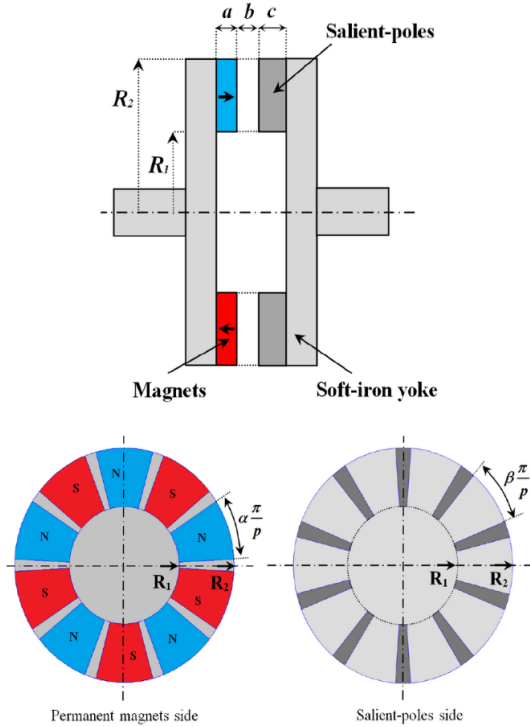 a b c
Salient-poles
R2
R1
Magnets
Soft-iron yoke
N
S S
α π/p
β π/p
N N
R1 R2 R1 R2
S S
N N
S
Permanent magnets side
Salient-poles side